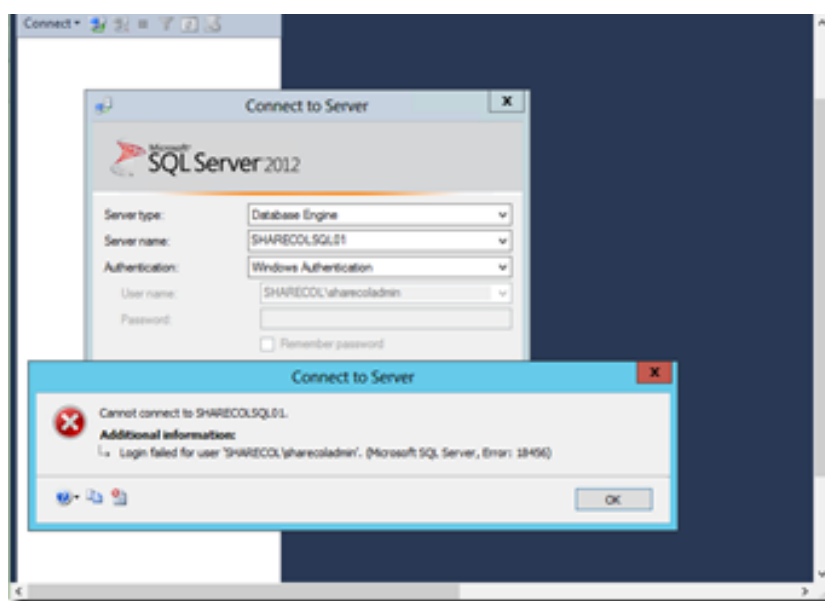 Connect
Connect to Server
Microsoft
SQL Server 2012
Server type: Database Engine
Server name: SHARECOLSQL01
Authentication: Windows Authentication
User name: SHARECOL\sharecoladmin
Password:
Remember password
Connect to Server
Cannot connect to SHARECOLSQL01.
Additional information:
Login failed for user 'SHARECOL\sharecoladmin'. (Microsoft SQL Server, Error: 18456)
OK